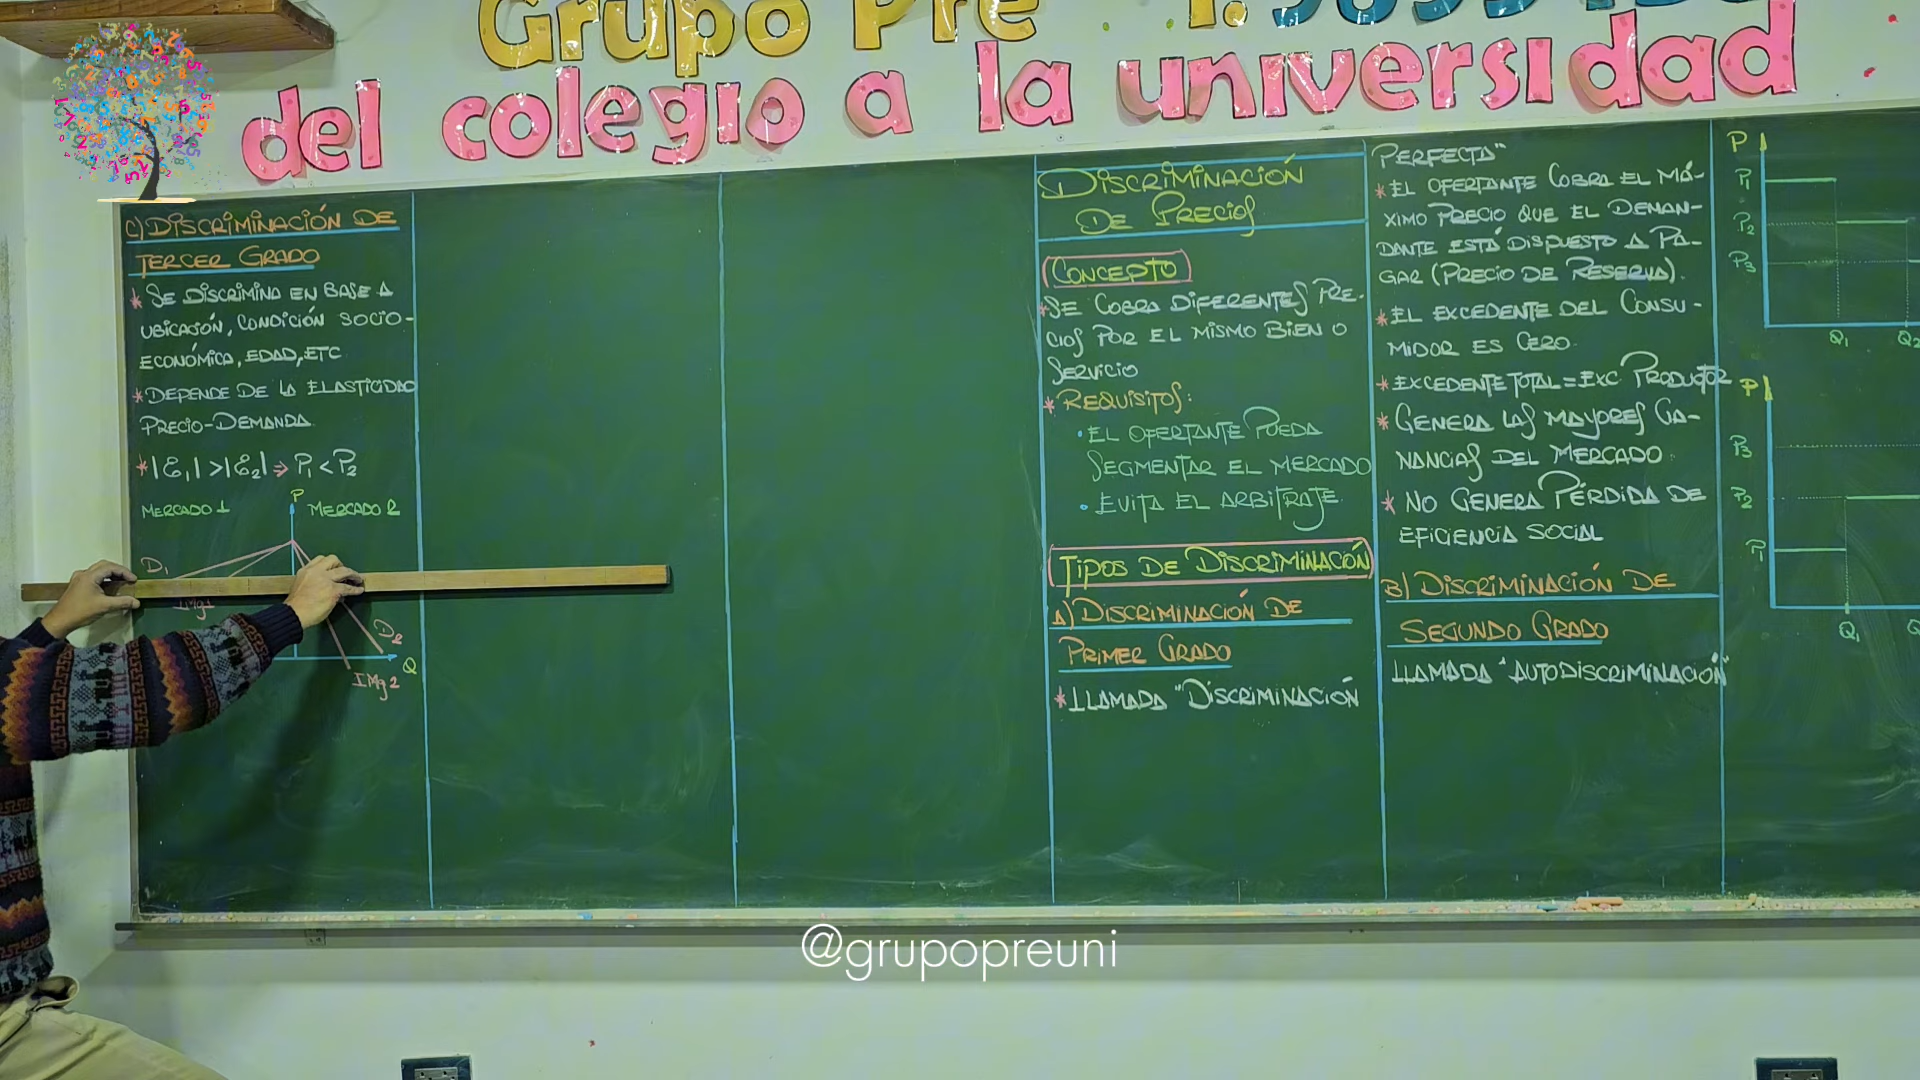 Grupo Pre
del colegio a la universidad
C) DISCRIMINACIÓN DE
TERCER GRADO
* SE DISCRIMINA EN BASE A
UBICACIÓN, CONDICIÓN SOCIO-
ECONÓMICA, EDAD, ETC
* DEPENDE DE LA ELASTICIDAD
PRECIO-DEMANDA
* |ε₁| > |ε₂| ⇒ P₁ < P₂
MERCADO 1
P
MERCADO 2
D₁
IMg1
D₂
Q
IMg2
DISCRIMINACIÓN
DE PRECIOS
CONCEPTO
* SE COBRA DIFERENTES PRE-
CIOS POR EL MISMO BIEN O
SERVICIO
* REQUISITOS:
• EL OFERTANTE PUEDA
SEGMENTAR EL MERCADO
• EVITA EL ARBITRAJE
TIPOS DE DISCRIMINACIÓN
A) DISCRIMINACIÓN DE
PRIMER GRADO
* LLAMADA "DISCRIMINACIÓN
PERFECTA"
* EL OFERTANTE COBRA EL MÁ-
XIMO PRECIO QUE EL DEMAN-
DANTE ESTÁ DISPUESTO A PA-
GAR (PRECIO DE RESERVA).
* EL EXCEDENTE DEL CONSU-
MIDOR ES CERO
* EXCEDENTE TOTAL = EXC. PRODUCTOR
* GENERA LAS MAYORES GA-
NANCIAS DEL MERCADO
* NO GENERA PÉRDIDA DE
EFICIENCIA SOCIAL
B) DISCRIMINACIÓN DE
SEGUNDO GRADO
LLAMADA "AUTODISCRIMINACIÓN"
P
P₁
P₂
P₃
Q₁
Q₂
P
P₃
P₂
P₁
Q₁
@grupopreuni